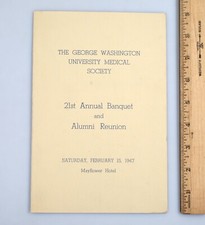 THE GEORGE WASHINGTON
UNIVERSITY MEDICAL
SOCIETY
21st Annual Banquet
and
Alumni Reunion
SATURDAY, FEBRUARY 15, 1947
Mayflower Hotel